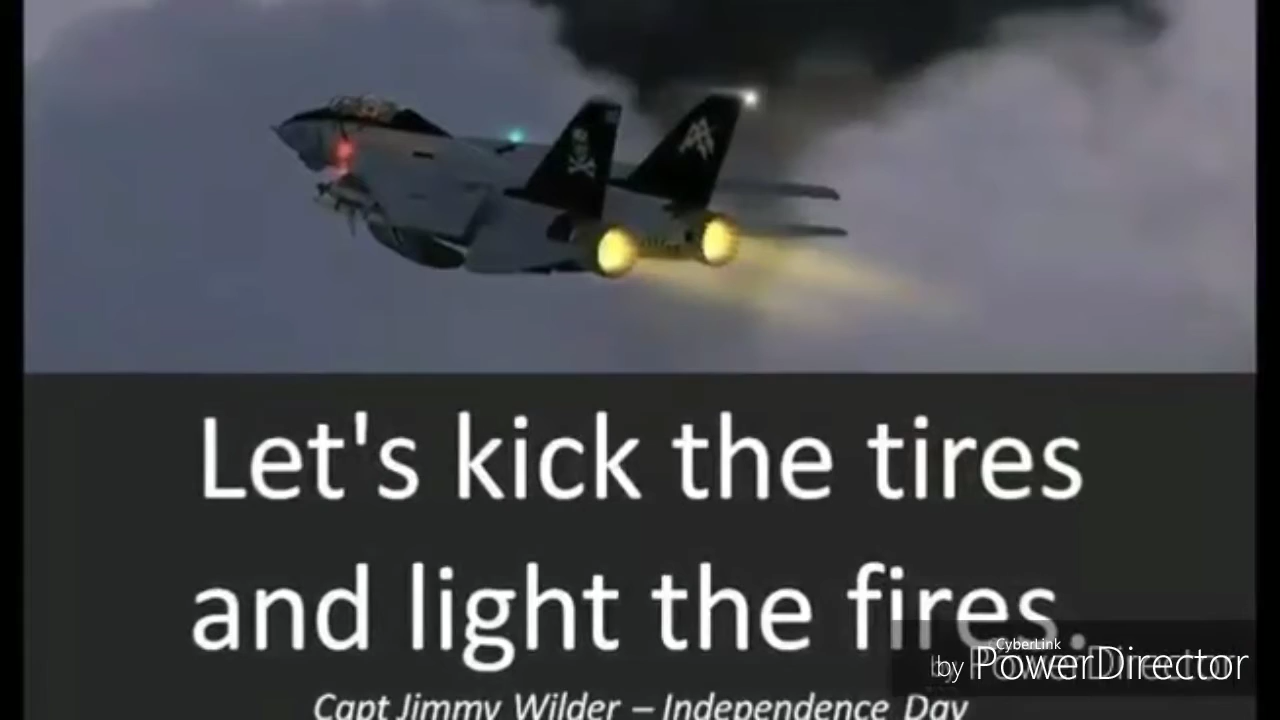 Let's kick the tires
and light the fires.
CyberLink
by PowerDirector
Capt Jimmy Wilder – Independence Day